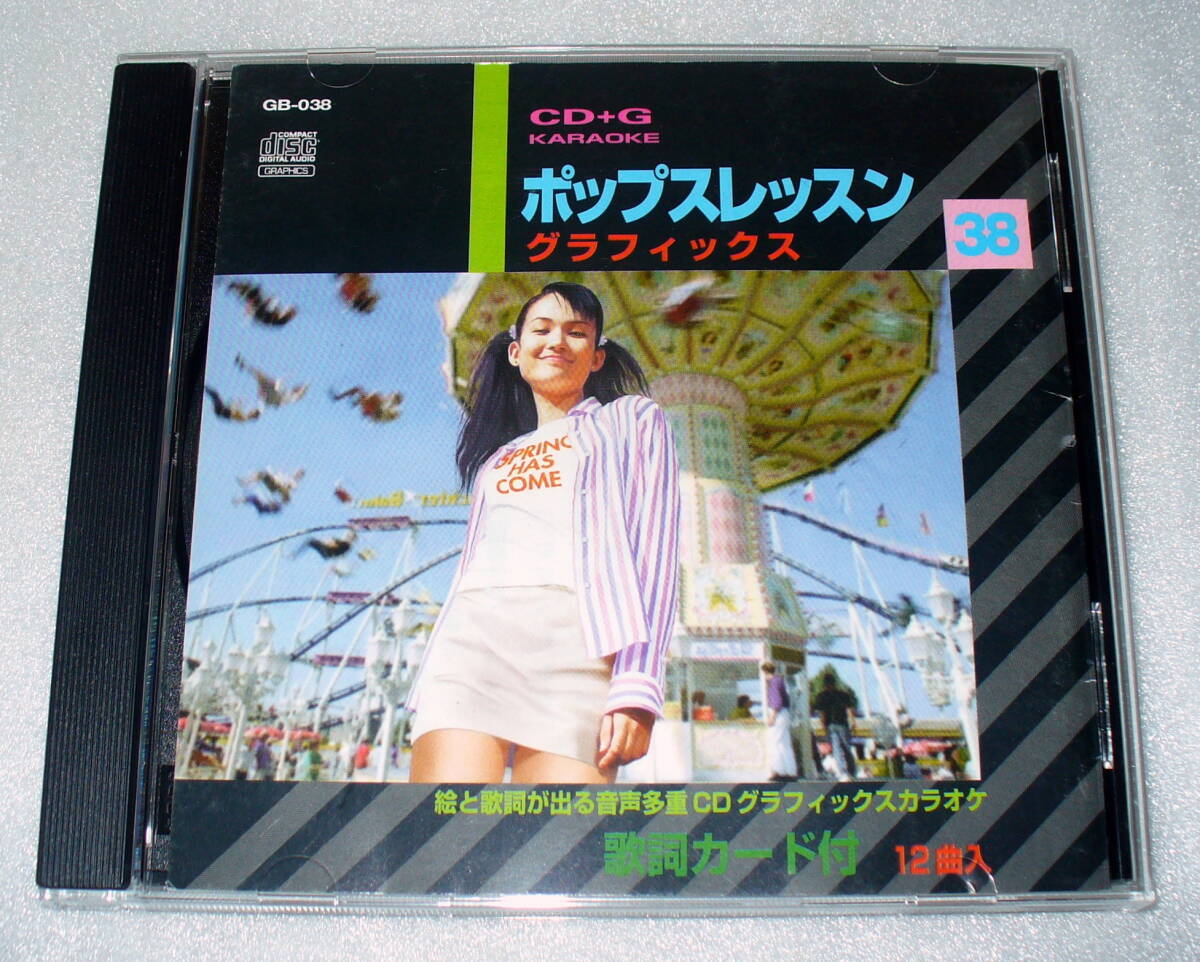 GB-038
COMPACT
disc
DIGITAL AUDIO
GRAPHICS
CD+G
KARAOKE
ポップスレッスン
グラフィックス
38
SPRING
HAS
COME
絵と歌詞が出る音声多重CDグラフィックスカラオケ
歌詞カード付 12曲入